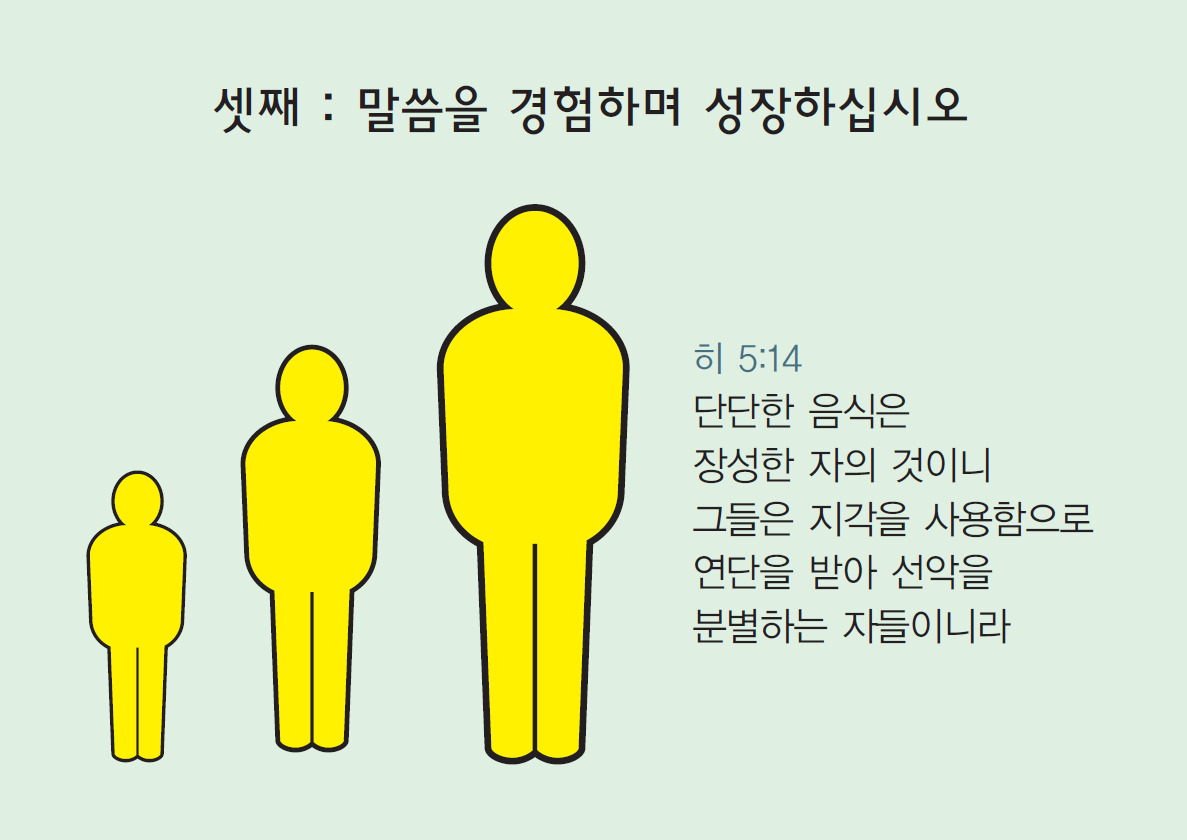 셋째 : 말씀을 경험하며 성장하십시오
히 5:14
단단한 음식은
장성한 자의 것이니
그들은 지각을 사용함으로
연단을 받아 선악을
분별하는 자들이니라